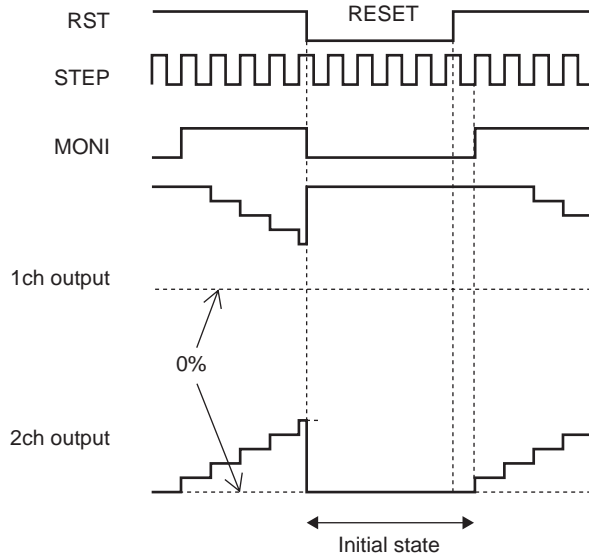 RST
RESET
STEP
MONI
1ch output
0%
2ch output
Initial state